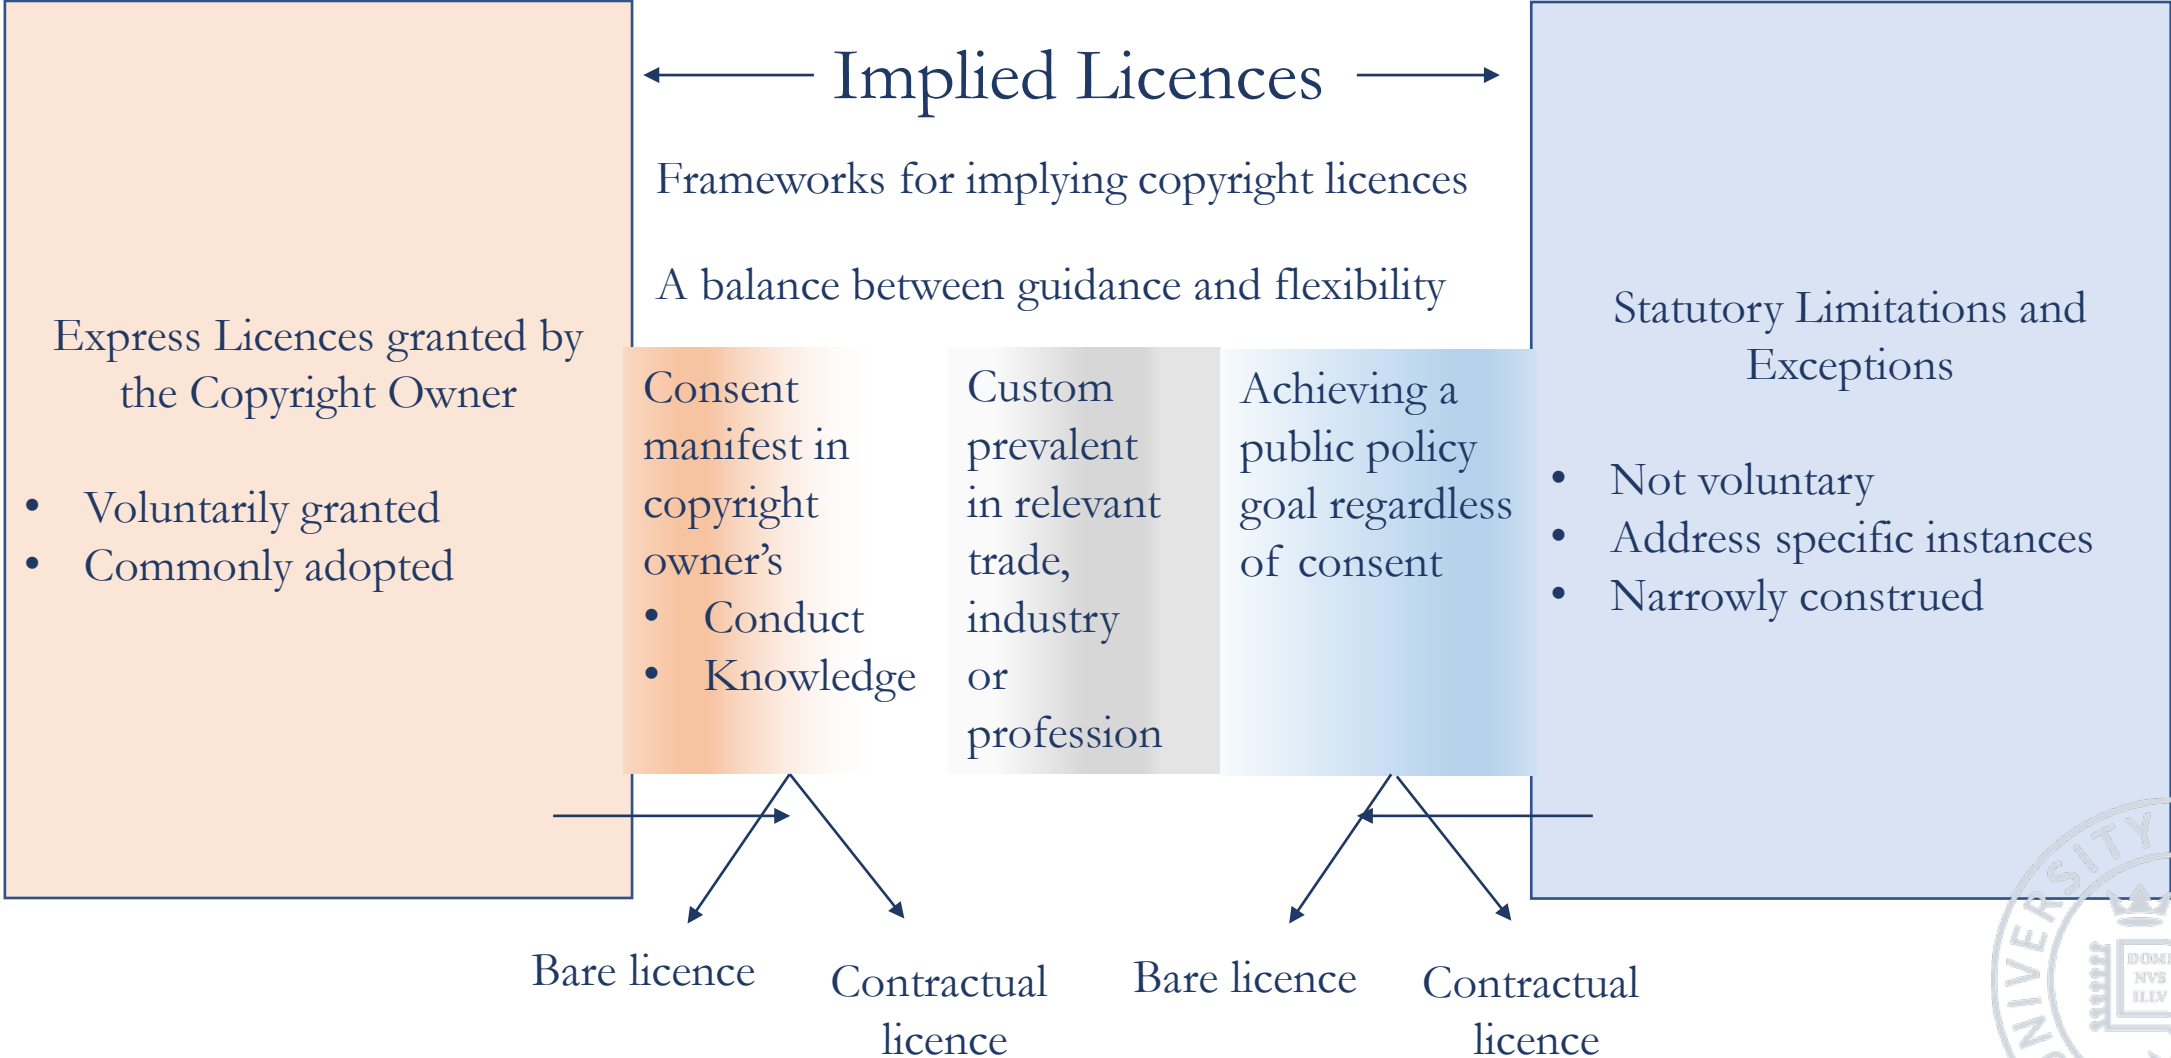 Implied Licences
Frameworks for implying copyright licences
A balance between guidance and flexibility
Express Licences granted by
the Copyright Owner
• Voluntarily granted
• Commonly adopted
Consent
manifest in
copyright
owner’s
• Conduct
• Knowledge
Custom
prevalent
in relevant
trade,
industry
or
profession
Achieving a
public policy
goal regardless
of consent
Statutory Limitations and
Exceptions
• Not voluntary
• Address specific instances
• Narrowly construed
Bare licence
Contractual
licence
Bare licence
Contractual
licence
DOMI
NVS
ILLV